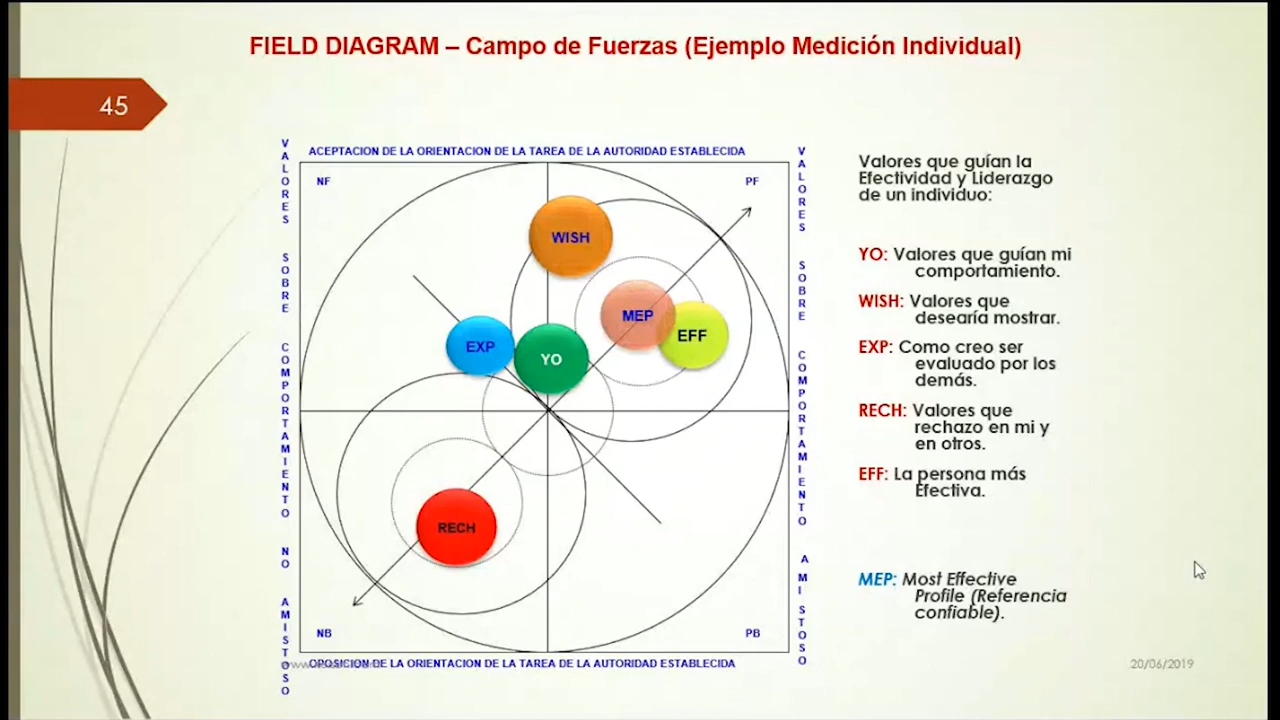 FIELD DIAGRAM – Campo de Fuerzas (Ejemplo Medición Individual)
45
ACEPTACION DE LA ORIENTACION DE LA TAREA DE LA AUTORIDAD ESTABLECIDA
VALORES SOBRE COMPORTAMIENTO NO AMISTOSO
VALORES SOBRE COMPORTAMIENTO AMISTOSO
NF
PF
WISH
MEP
EFF
EXP
YO
RECH
NB
PB
OPOSICION DE LA ORIENTACION DE LA TAREA DE LA AUTORIDAD ESTABLECIDA
Valores que guían la
Efectividad y Liderazgo
de un individuo:
YO: Valores que guían mi
comportamiento.
WISH: Valores que
desearía mostrar.
EXP: Como creo ser
evaluado por los
demás.
RECH: Valores que
rechazo en mi y
en otros.
EFF: La persona más
Efectiva.
MEP: Most Effective
Profile (Referencia
confiable).
20/06/2019